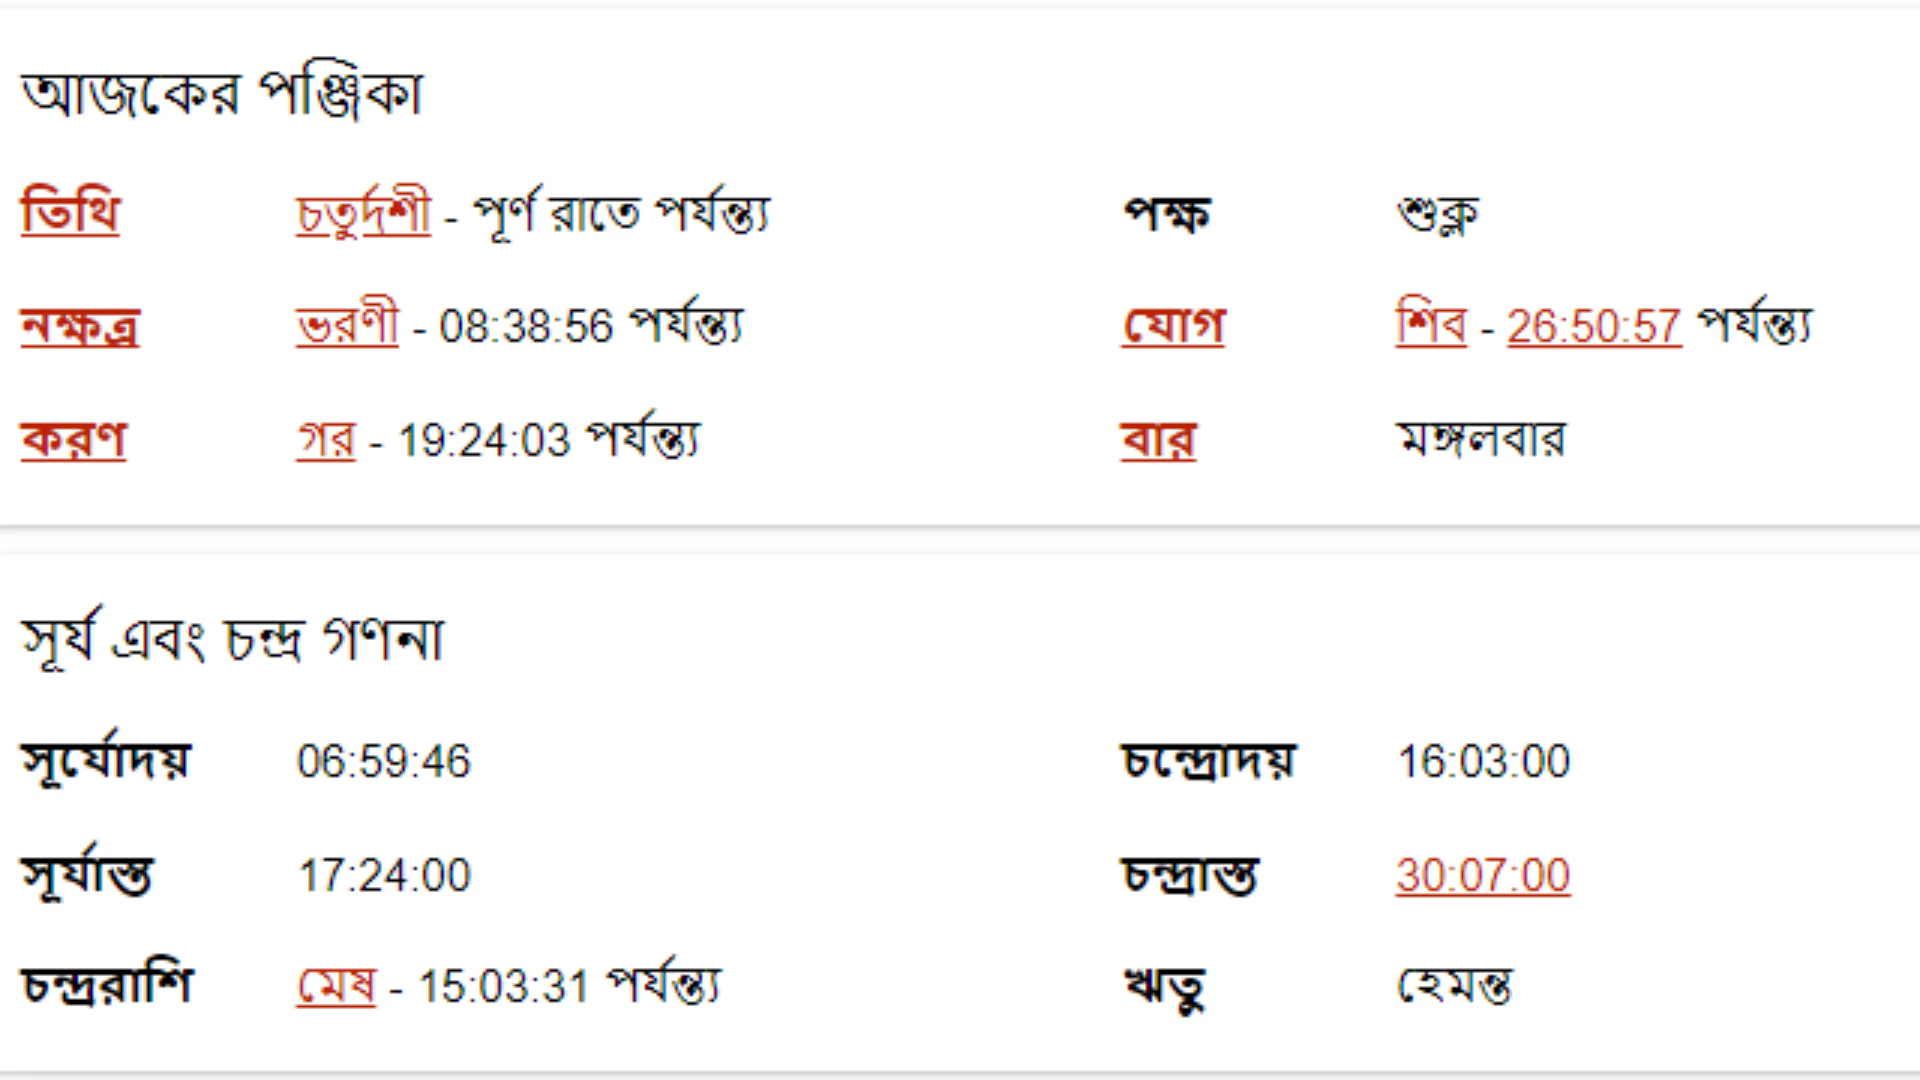 আজকের পঞ্জিকা
তিথি চতুর্দশী - পূর্ণ রাতে পর্যন্ত্য পক্ষ শুক্ল
নক্ষত্র ভরণী - 08:38:56 পর্যন্ত্য যোগ শিব - 26:50:57 পর্যন্ত্য
করণ গর - 19:24:03 পর্যন্ত্য বার মঙ্গলবার
সূর্য এবং চন্দ্র গণনা
সূর্যোদয় 06:59:46 চন্দ্রোদয় 16:03:00
সূর্যাস্ত 17:24:00 চন্দ্রাস্ত 30:07:00
চন্দ্ররাশি মেষ - 15:03:31 পর্যন্ত্য ঋতু হেমন্ত